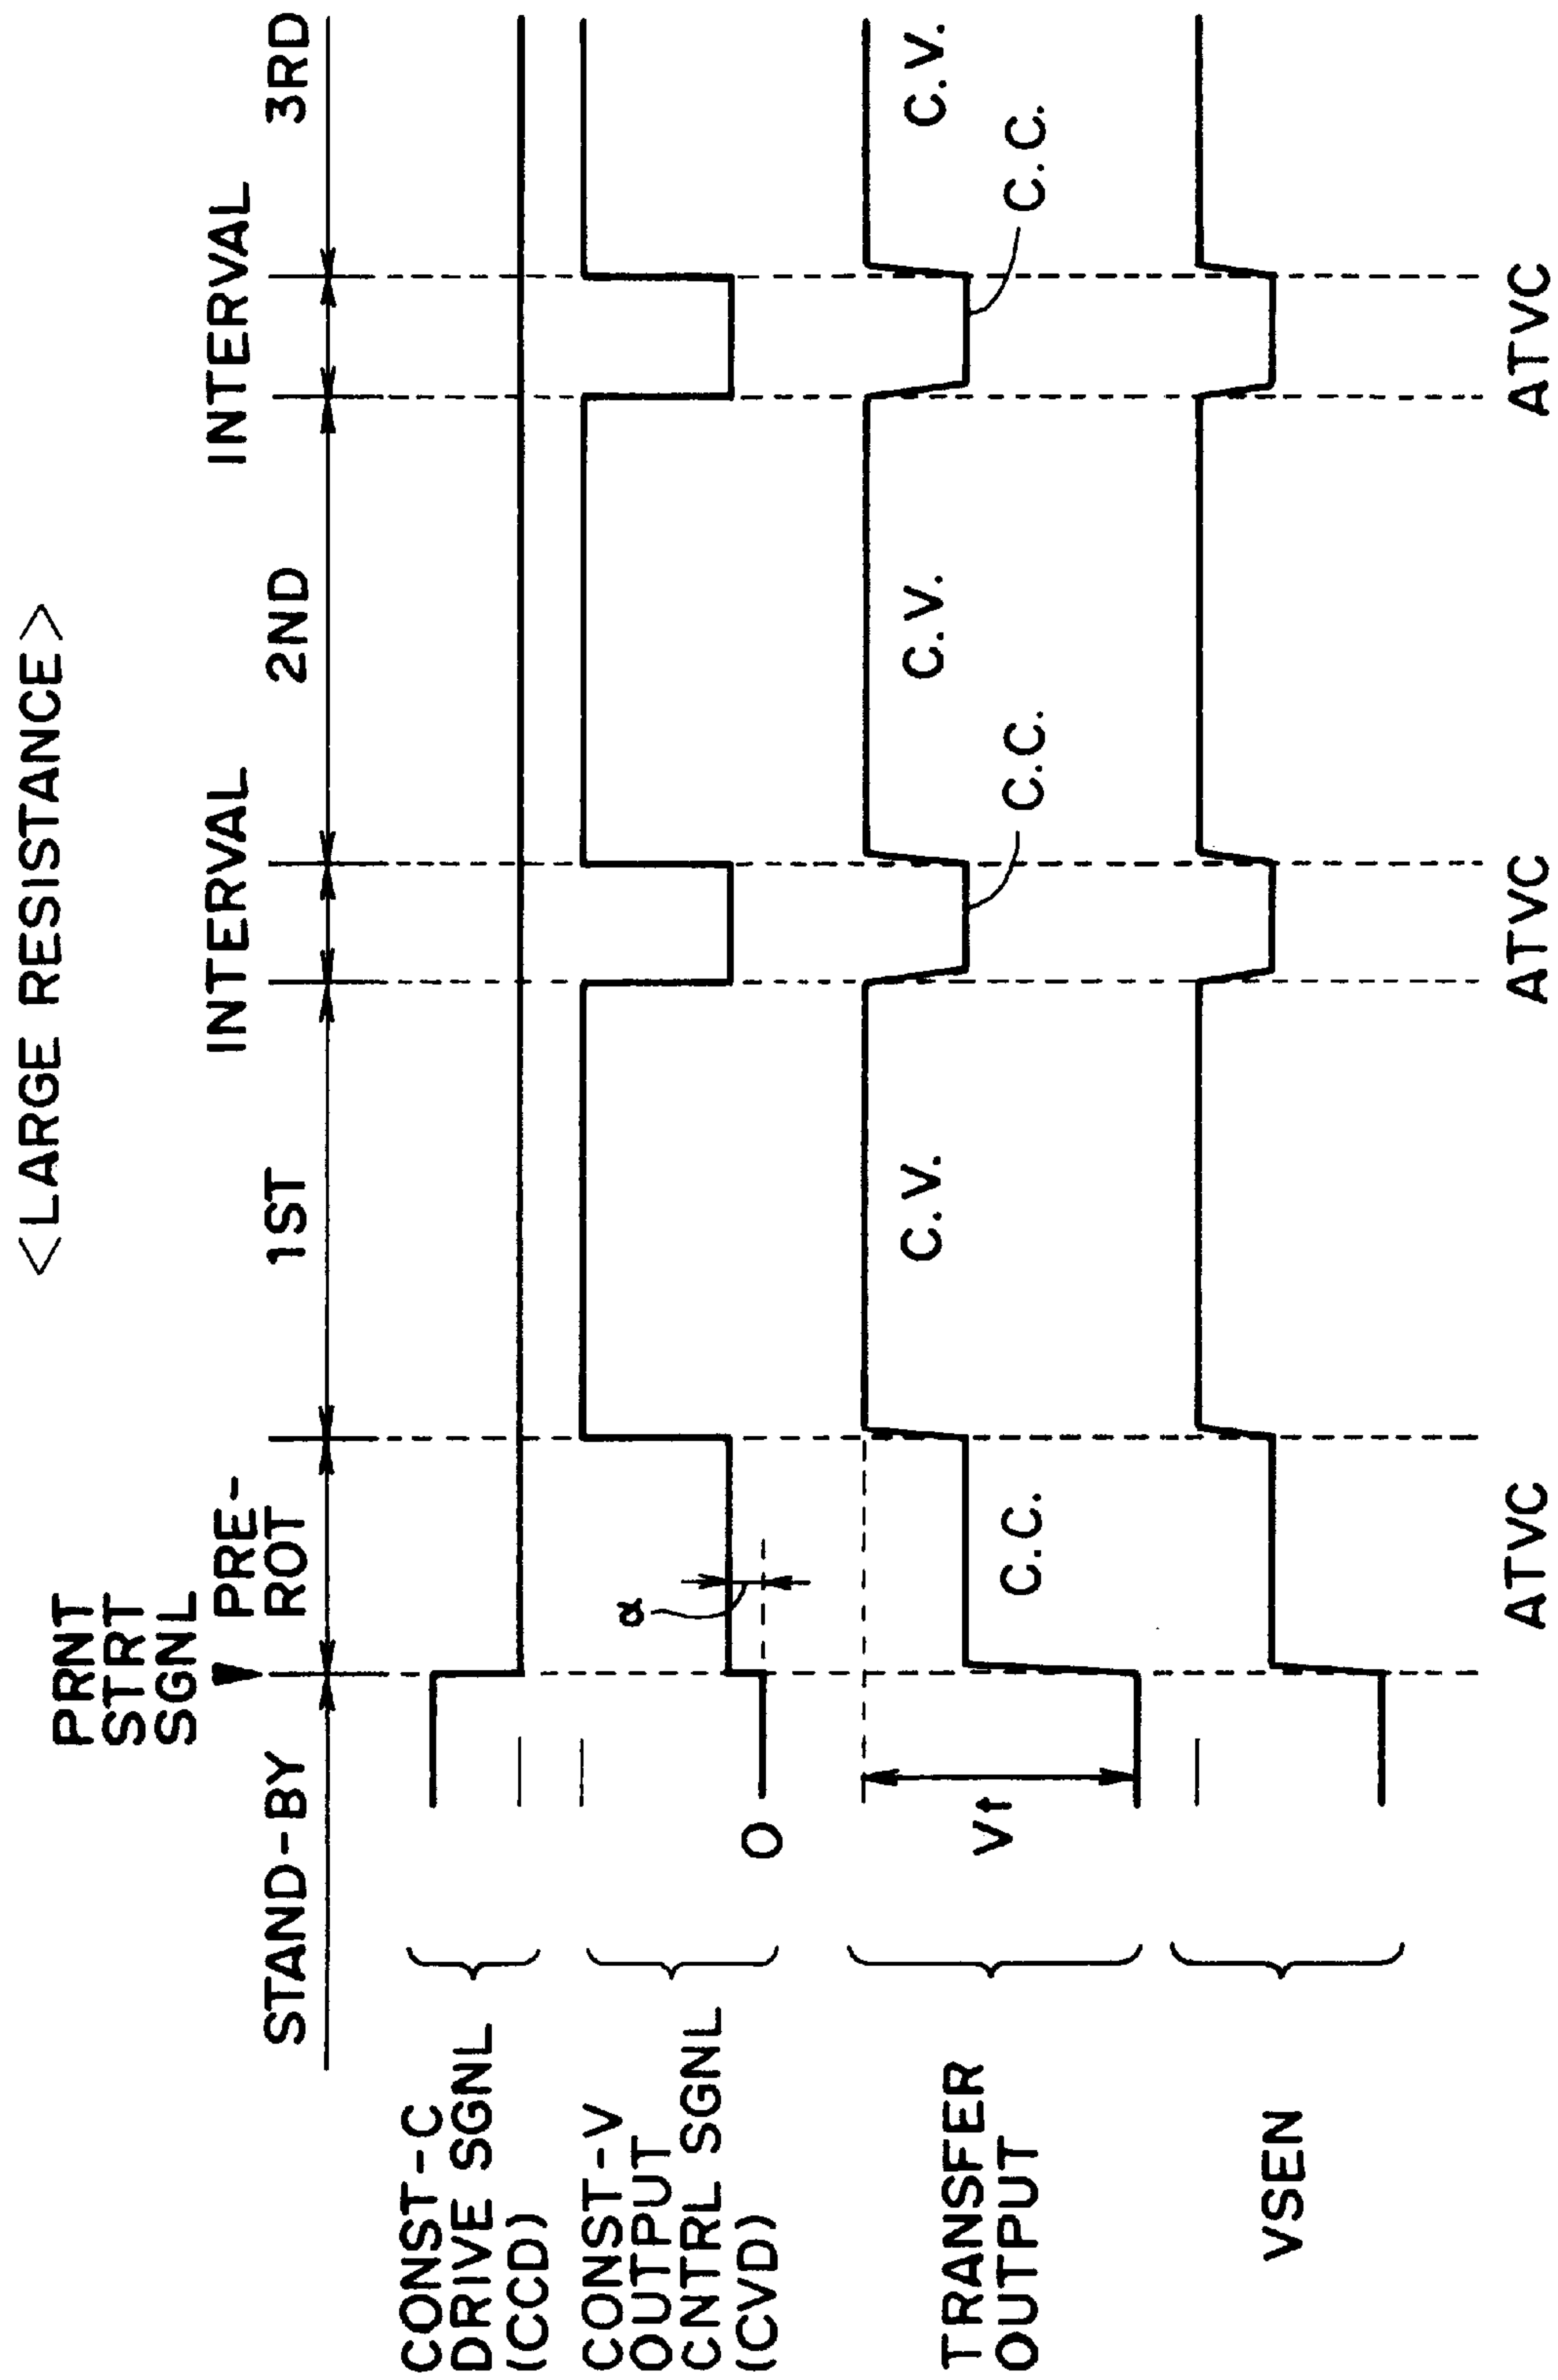 <LARGE RESISTANCE>
PRNT
STRT
SGNL
STAND-BY
PRE-
ROT
1ST
INTERVAL
2ND
INTERVAL
3RD
CONST-C
DRIVE SGNL
(CCD)
CONST-V
OUTPUT
CNTRL SGNL
(CVD)
0
α
TRANSFER
OUTPUT
Vt
C.C.
C.V.
C.C.
C.V.
C.C.
C.V.
VSEN
ATVC
ATVC
ATVC